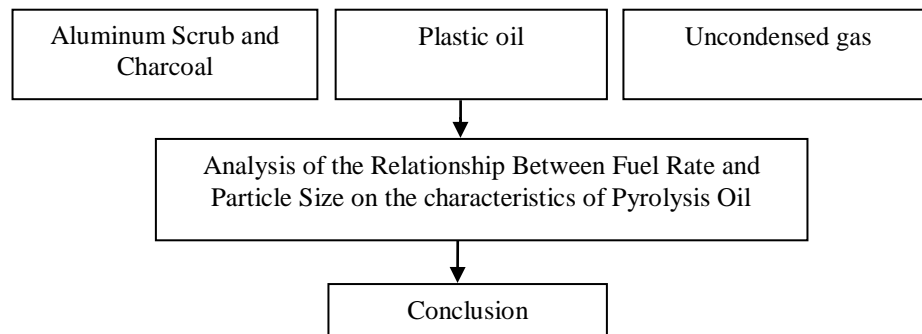 Aluminum Scrub and
Charcoal
Plastic oil
Uncondensed gas
Analysis of the Relationship Between Fuel Rate and
Particle Size on the characteristics of Pyrolysis Oil
Conclusion